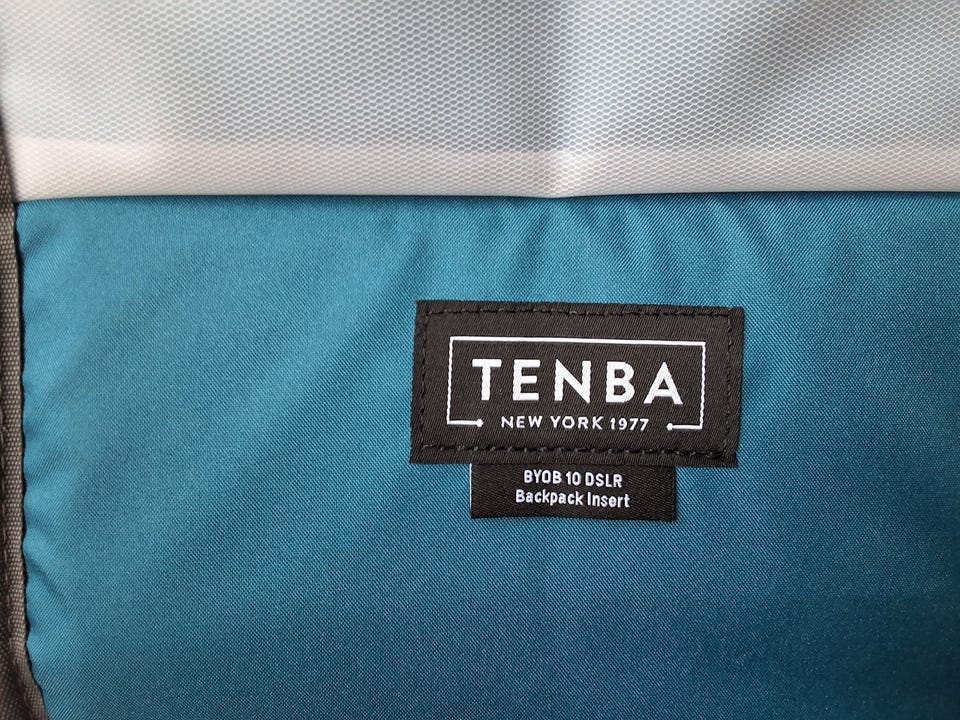 TENBA
NEW YORK 1977
BYOB 10 DSLR
Backpack Insert